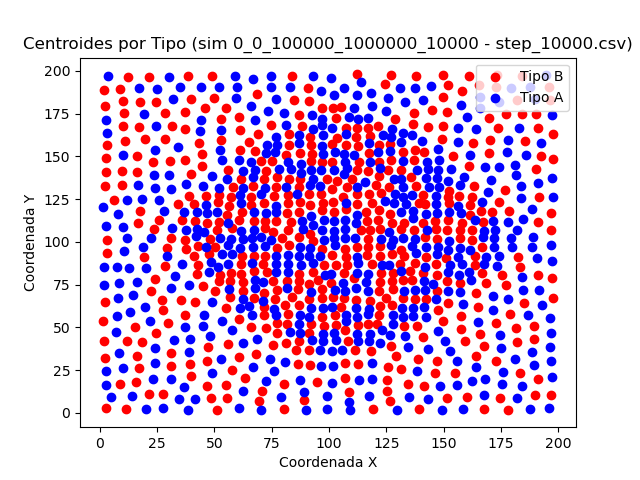 Centroides por Tipo (sim 0_0_100000_1000000_10000 - step_10000.csv)
Tipo B
Tipo A
Coordenada Y
200
175
150
125
100
75
50
25
0
0 25 50 75 100 125 150 175 200
Coordenada X